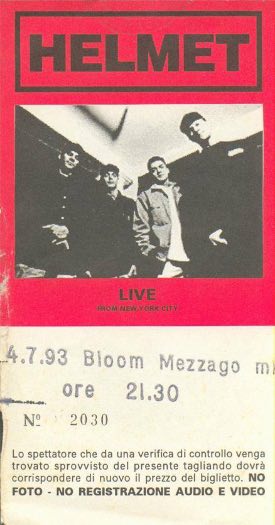 HELMET
LIVE
FROM NEW YORK CITY
4.7.93 Bloom Mezzago mi
ore 21.30
Nº 2030
Lo spettatore che da una verifica di controllo venga
trovato sprovvisto del presente tagliando dovrà
corrispondere di nuovo il prezzo del biglietto. NO
FOTO - NO REGISTRAZIONE AUDIO E VIDEO